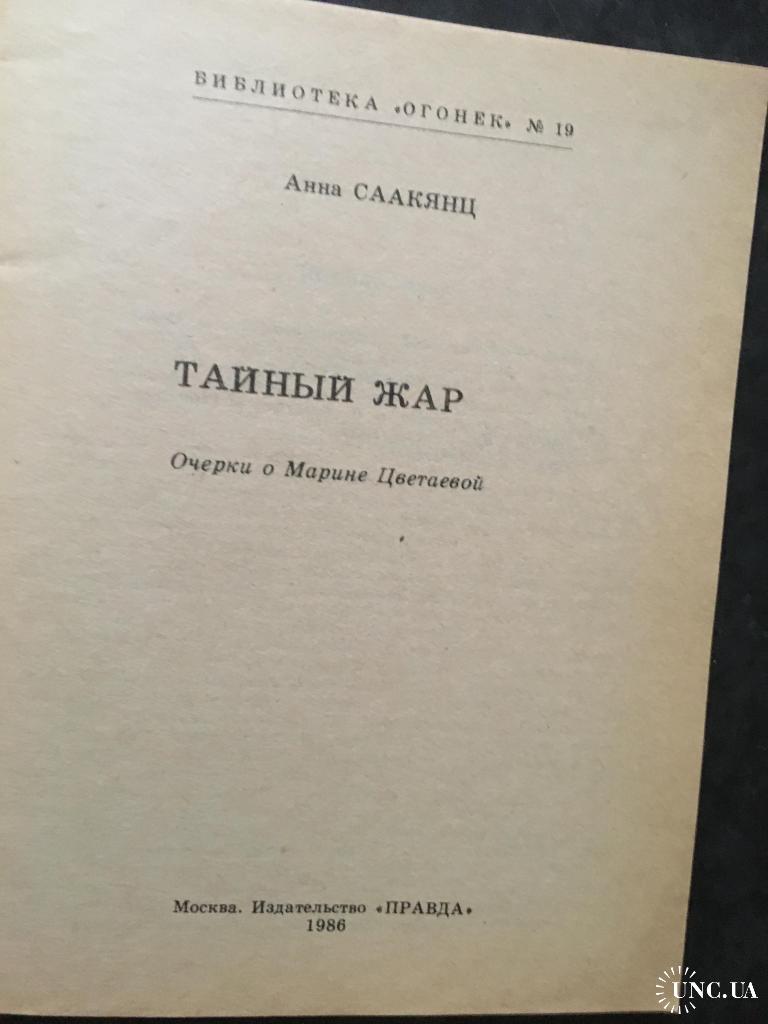 БИБЛИОТЕКА «ОГОНЕК» № 19
Анна СААКЯНЦ
ТАЙНЫЙ ЖАР
Очерки о Марине Цветаевой
Москва. Издательство «ПРАВДА»
1986
UNC.UA